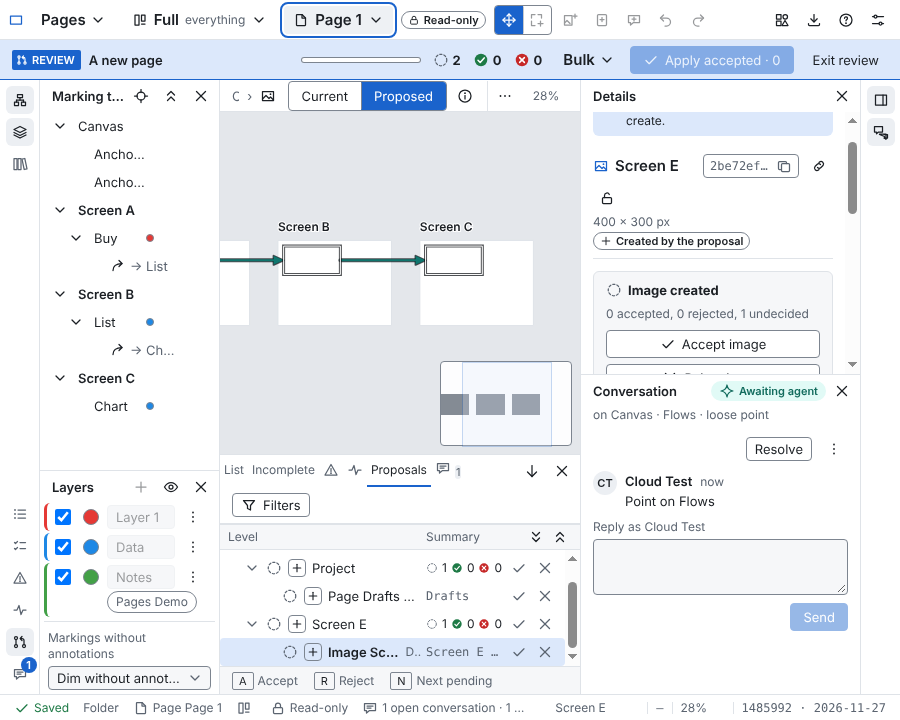 Pages
Full everything
Page 1
Read-only
REVIEW
A new page
2 0 0
Bulk
Apply accepted · 0
Exit review
Marking t...
Canvas
Ancho...
Ancho...
Screen A
Buy
→ List
Screen B
List
→ Ch...
Screen C
Chart
Layers
Layer 1
Data
Notes
Pages Demo
Markings without
annotations
Dim without annot...
C ›
Current
Proposed
28%
Screen B
Screen C
List
Incomplete
Proposals
1
Filters
Level
Summary
Project
1 0 0
Page Drafts ...
Drafts
Screen E
1 0 0
Image Sc...
D..
Screen E ...
A Accept
R Reject
N Next pending
Details
create.
Screen E
2be72ef...
400 × 300 px
+ Created by the proposal
Image created
0 accepted, 0 rejected, 1 undecided
Accept image
Conversation
Awaiting agent
on Canvas · Flows · loose point
Resolve
CT
Cloud Test now
Point on Flows
Reply as Cloud Test
Send
1
Saved
Folder
Page Page 1
Read-only
1 open conversation · 1 ...
Screen E
28%
1485992 · 2026-11-27